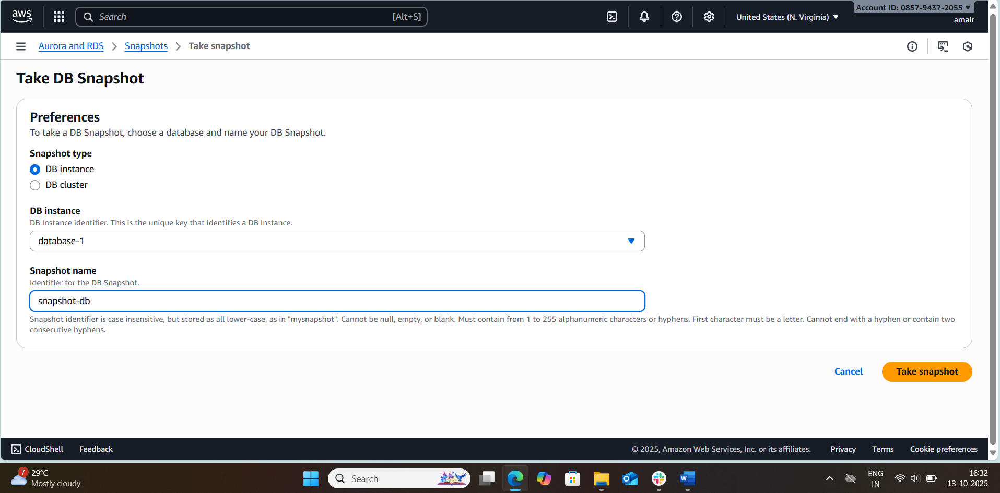 aws
Search
[Alt+S]
United States (N. Virginia)
Account ID: 0857-9437-2055
amair
Aurora and RDS
Snapshots
Take snapshot
Take DB Snapshot
Preferences
To take a DB Snapshot, choose a database and name your DB Snapshot.
Snapshot type
DB instance
DB cluster
DB instance
DB Instance identifier. This is the unique key that identifies a DB Instance.
database-1
Snapshot name
Identifier for the DB Snapshot.
snapshot-db
Snapshot identifier is case insensitive, but stored as all lower-case, as in "mysnapshot". Cannot be null, empty, or blank. Must contain from 1 to 255 alphanumeric characters or hyphens. First character must be a letter. Cannot end with a hyphen or contain two
consecutive hyphens.
Cancel
Take snapshot
CloudShell
Feedback
© 2025, Amazon Web Services, Inc. or its affiliates.
Privacy
Terms
Cookie preferences
7
29°C
Mostly cloudy
Search
ENG
IN
16:32
13-10-2025